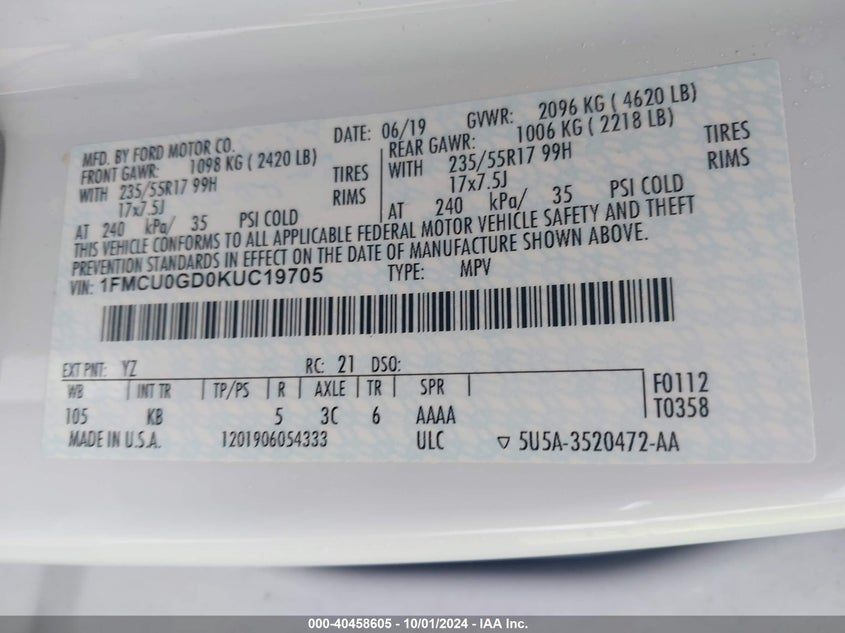 MFD. BY FORD MOTOR CO.
DATE: 06/19 GVWR: 2096 KG ( 4620 LB)
FRONT GAWR: 1098 KG ( 2420 LB)
WITH 235/55R17 99H TIRES
17x7.5J RIMS
AT 240 kPa/ 35 PSI COLD
REAR GAWR: 1006 KG ( 2218 LB)
WITH 235/55R17 99H TIRES
17x7.5J RIMS
AT 240 kPa/ 35 PSI COLD
THIS VEHICLE CONFORMS TO ALL APPLICABLE FEDERAL MOTOR VEHICLE SAFETY AND THEFT
PREVENTION STANDARDS IN EFFECT ON THE DATE OF MANUFACTURE SHOWN ABOVE.
VIN: 1FMCU0GD0KUC19705 TYPE: MPV
EXT PNT: YZ RC: 21 DSO:
WB INT TR TP/PS R AXLE TR SPR
105 KB 5 3C 6 AAAA
F0112
T0358
MADE IN U.S.A. 1201906054333 ULC 5U5A-3520472-AA
000-40458605 - 10/01/2024 - IAA Inc.